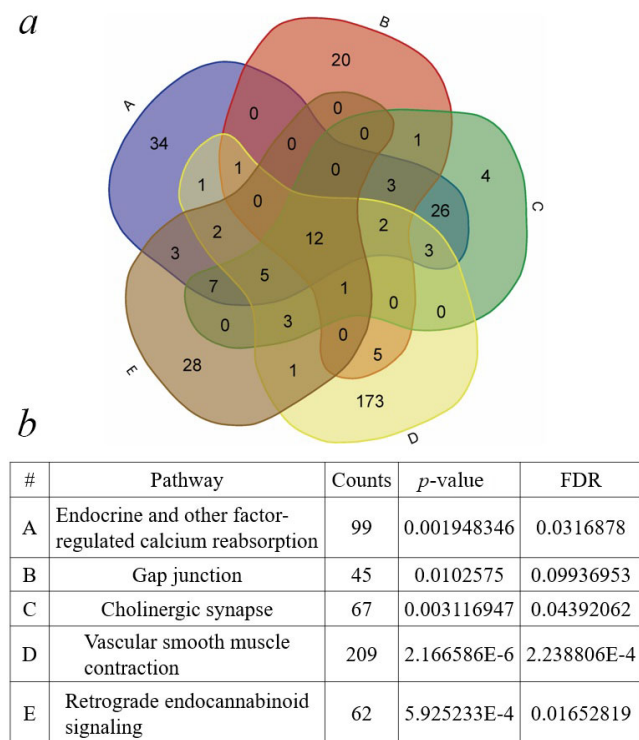 a
B
20
A
0
0
34
0
0
1
4
0
3
1
1
26
C
0
2
2
12
3
3
5
7
1
0
0
0
3
0
28
5
1
E
173
D
b
# Pathway Counts p-value FDR
A Endocrine and other factor-
regulated calcium reabsorption 99 0.001948346 0.0316878
B Gap junction 45 0.0102575 0.09936953
C Cholinergic synapse 67 0.003116947 0.04392062
D Vascular smooth muscle
contraction 209 2.166586E-6 2.238806E-4
E Retrograde endocannabinoid
signaling 62 5.925233E-4 0.01652819